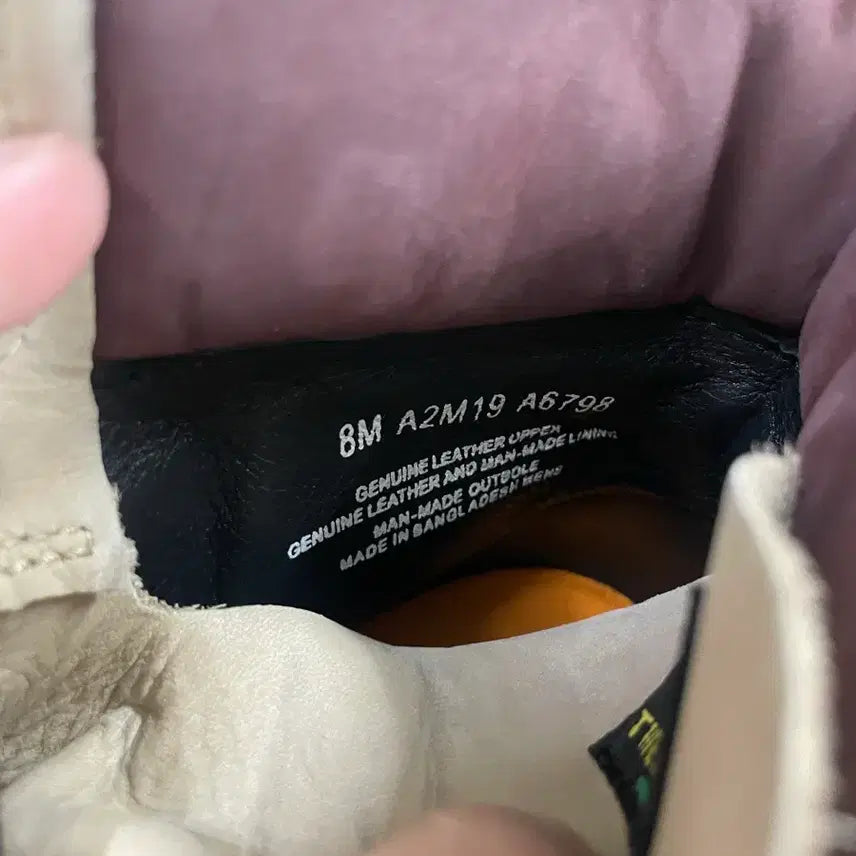 8M A2M19 A6798
GENUINE LEATHER UPPER
GENUINE LEATHER AND MAN-MADE LINING
MAN-MADE OUTSOLE
MADE IN BANGLADESH MENS